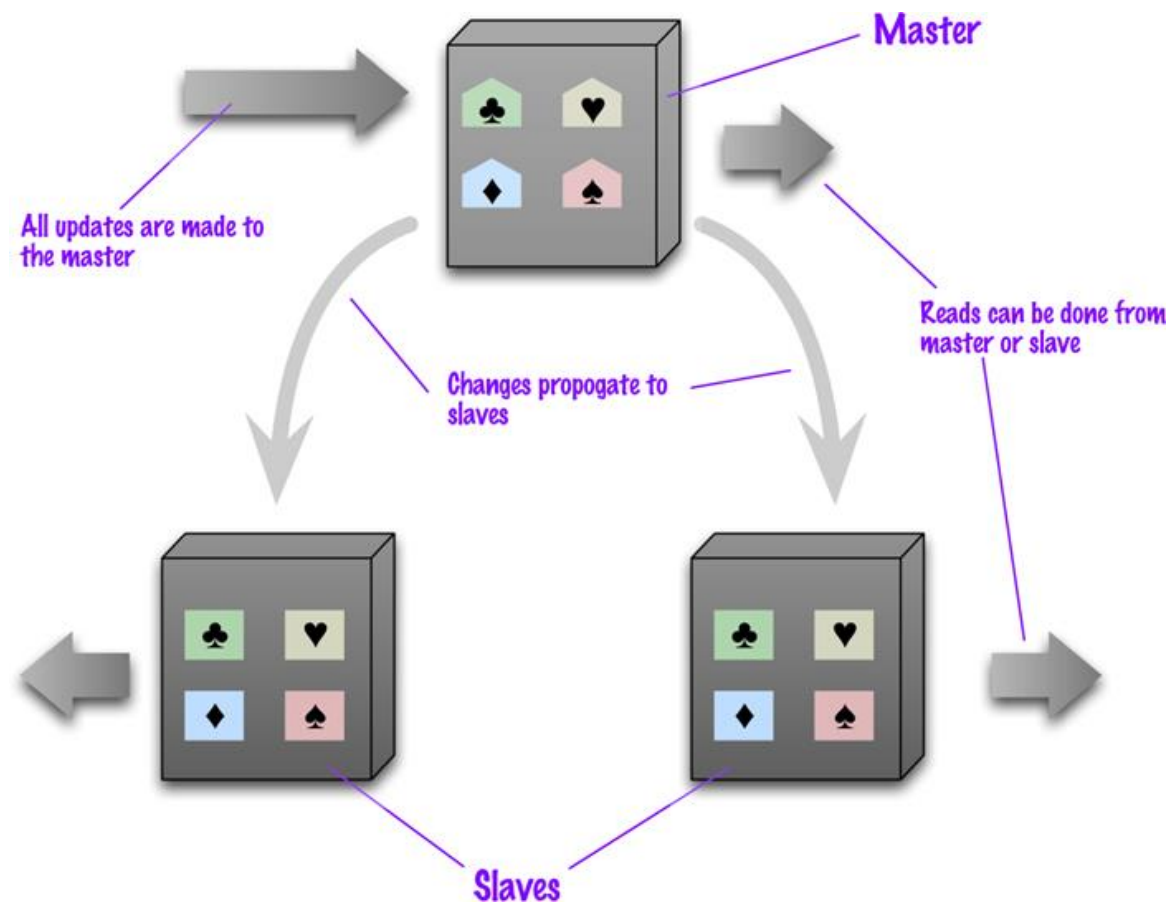 Master
All updates are made to
the master
Reads can be done from
master or slave
Changes propogate to
slaves
Slaves